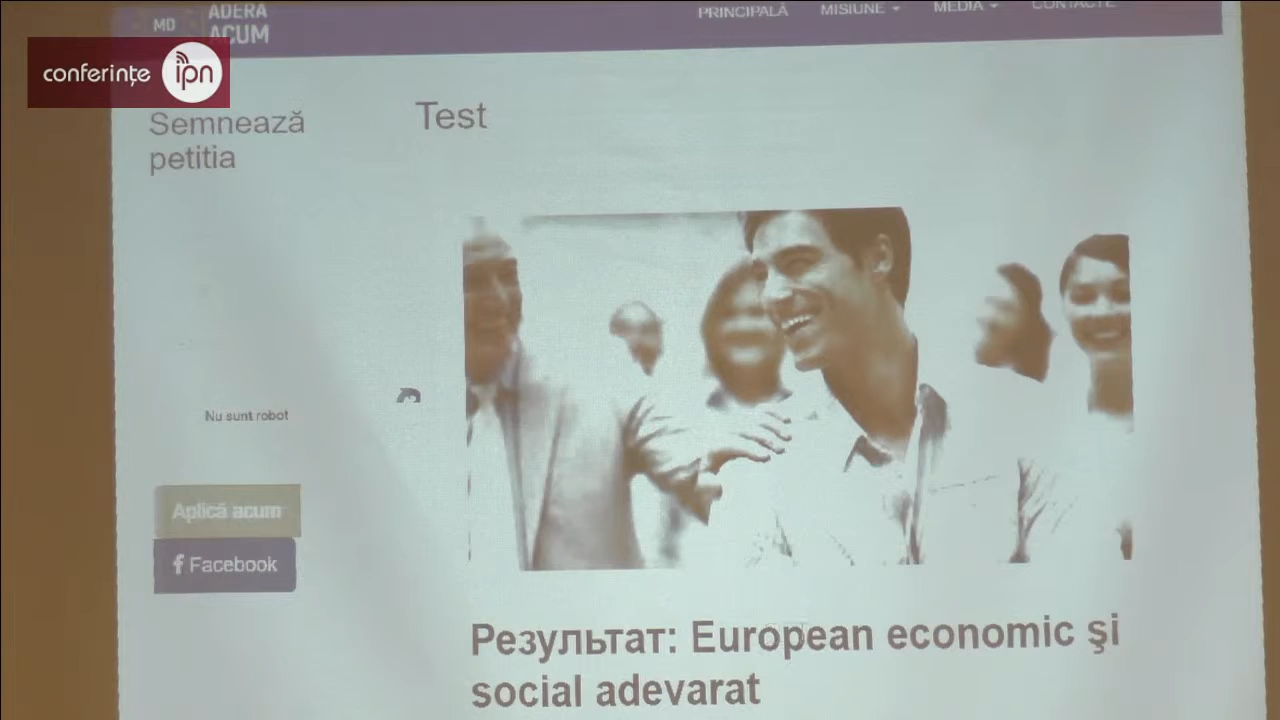 MD
ADERA
ACUM
PRINCIPALĂ
MISIUNE
MEDIA
CONTACTE
conferințe ipn
Semnează
petitia
Test
Nu sunt robot
Aplică acum
f Facebook
Результат: European economic şi
social adevarat